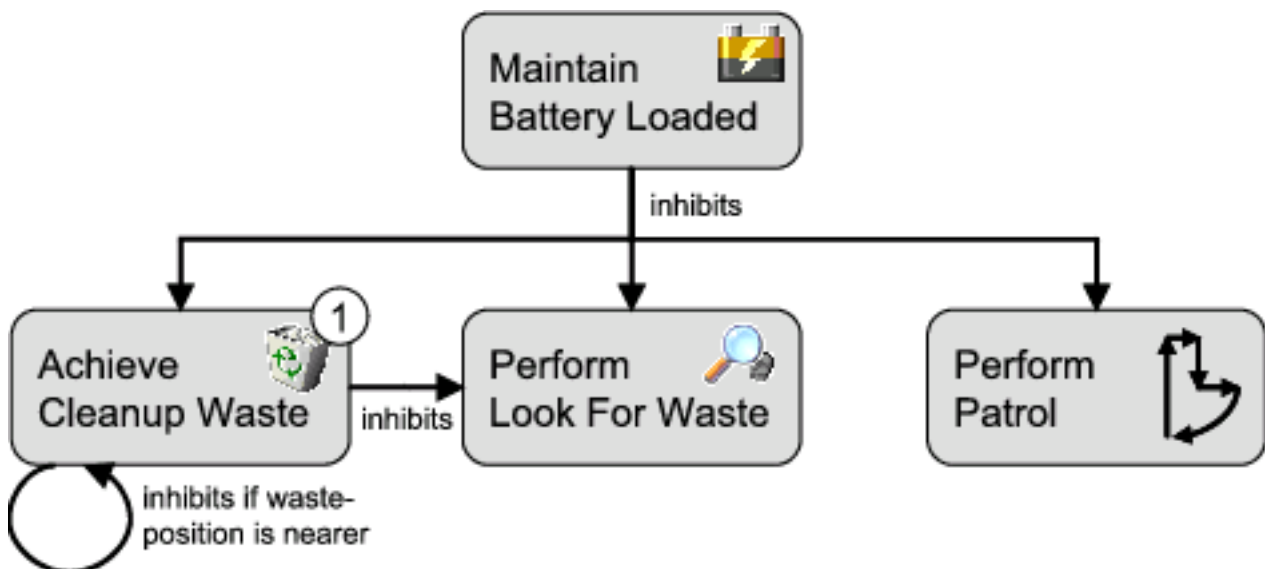 Maintain
Battery Loaded
inhibits
1
Achieve
Cleanup Waste
inhibits
Perform
Look For Waste
Perform
Patrol
inhibits if waste-
position is nearer